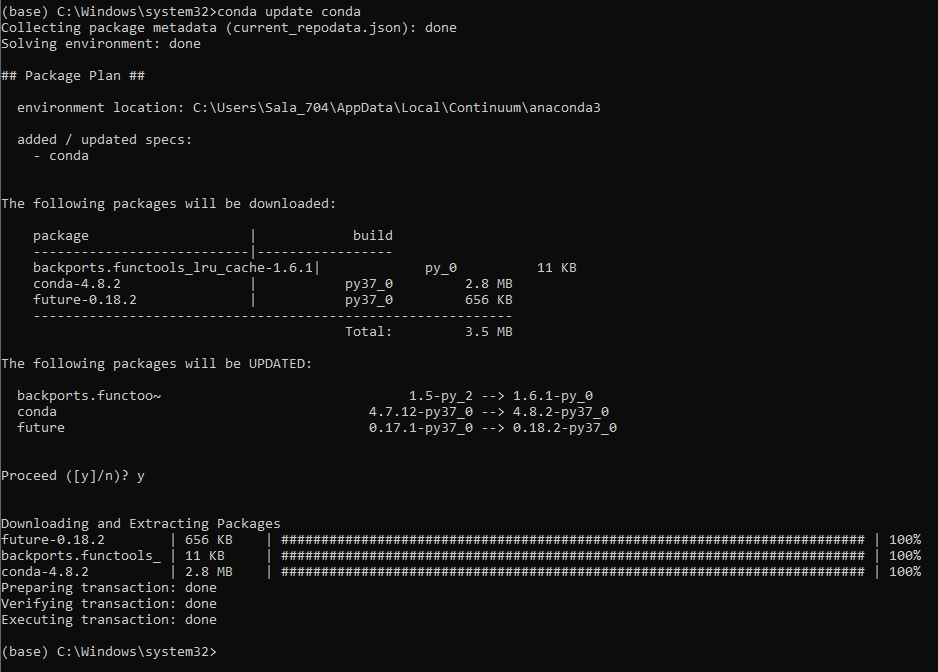 (base) C:\Windows\system32>conda update conda
Collecting package metadata (current_repodata.json): done
Solving environment: done
## Package Plan ##
environment location: C:\Users\Sala_704\AppData\Local\Continuum\anaconda3
added / updated specs:
- conda
The following packages will be downloaded:
package | build
---------------------------|-----------------
backports.functools_lru_cache-1.6.1| py_0 11 KB
conda-4.8.2 | py37_0 2.8 MB
future-0.18.2 | py37_0 656 KB
------------------------------------------------------------
Total: 3.5 MB
The following packages will be UPDATED:
backports.functoo~ 1.5-py_2 --> 1.6.1-py_0
conda 4.7.12-py37_0 --> 4.8.2-py37_0
future 0.17.1-py37_0 --> 0.18.2-py37_0
Proceed ([y]/n)? y
Downloading and Extracting Packages
future-0.18.2 | 656 KB | ######################################################################### | 100%
backports.functools_ | 11 KB | ######################################################################### | 100%
conda-4.8.2 | 2.8 MB | ######################################################################### | 100%
Preparing transaction: done
Verifying transaction: done
Executing transaction: done
(base) C:\Windows\system32>